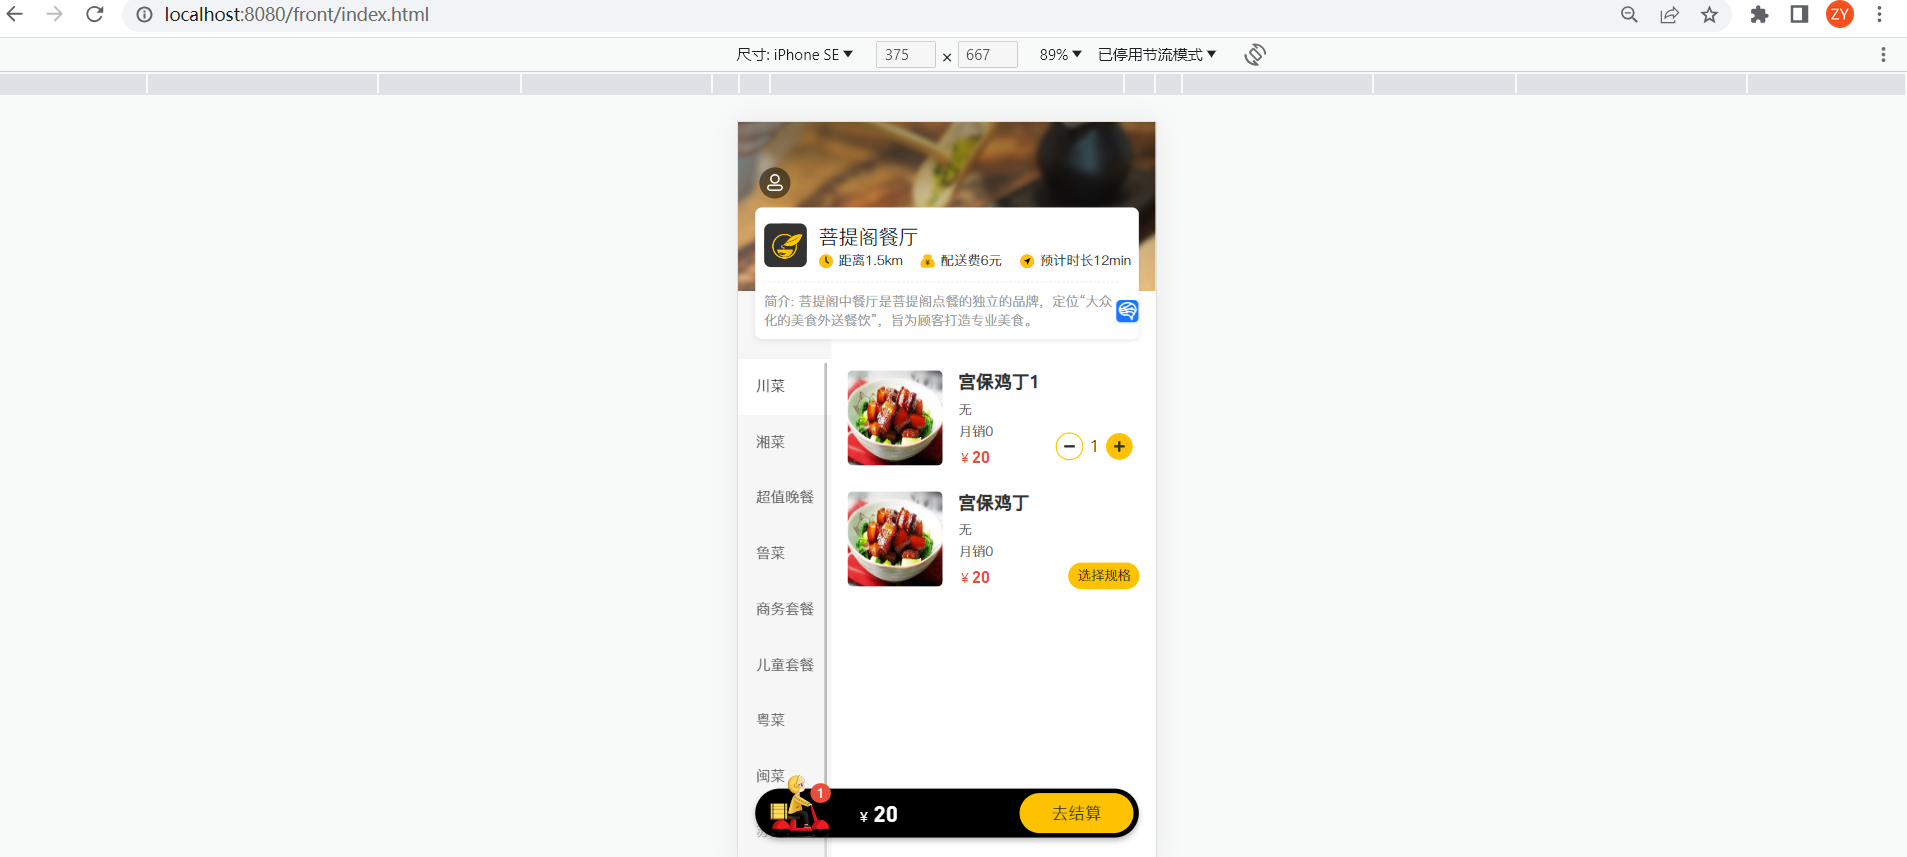 localhost:8080/front/index.html
ZY
尺寸: iPhone SE ▼ 375 × 667 89% ▼ 已停用节流模式 ▼
菩提阁餐厅
距离1.5km 配送费6元 预计时长12min
简介: 菩提阁中餐厅是菩提阁点餐的独立的品牌，定位“大众
化的美食外送餐饮”，旨为顾客打造专业美食。
川菜
湘菜
超值晚餐
鲁菜
商务套餐
儿童套餐
粤菜
闽菜
宫保鸡丁1
无
月销0
¥ 20
1
宫保鸡丁
无
月销0
¥ 20
选择规格
1
¥ 20
去结算